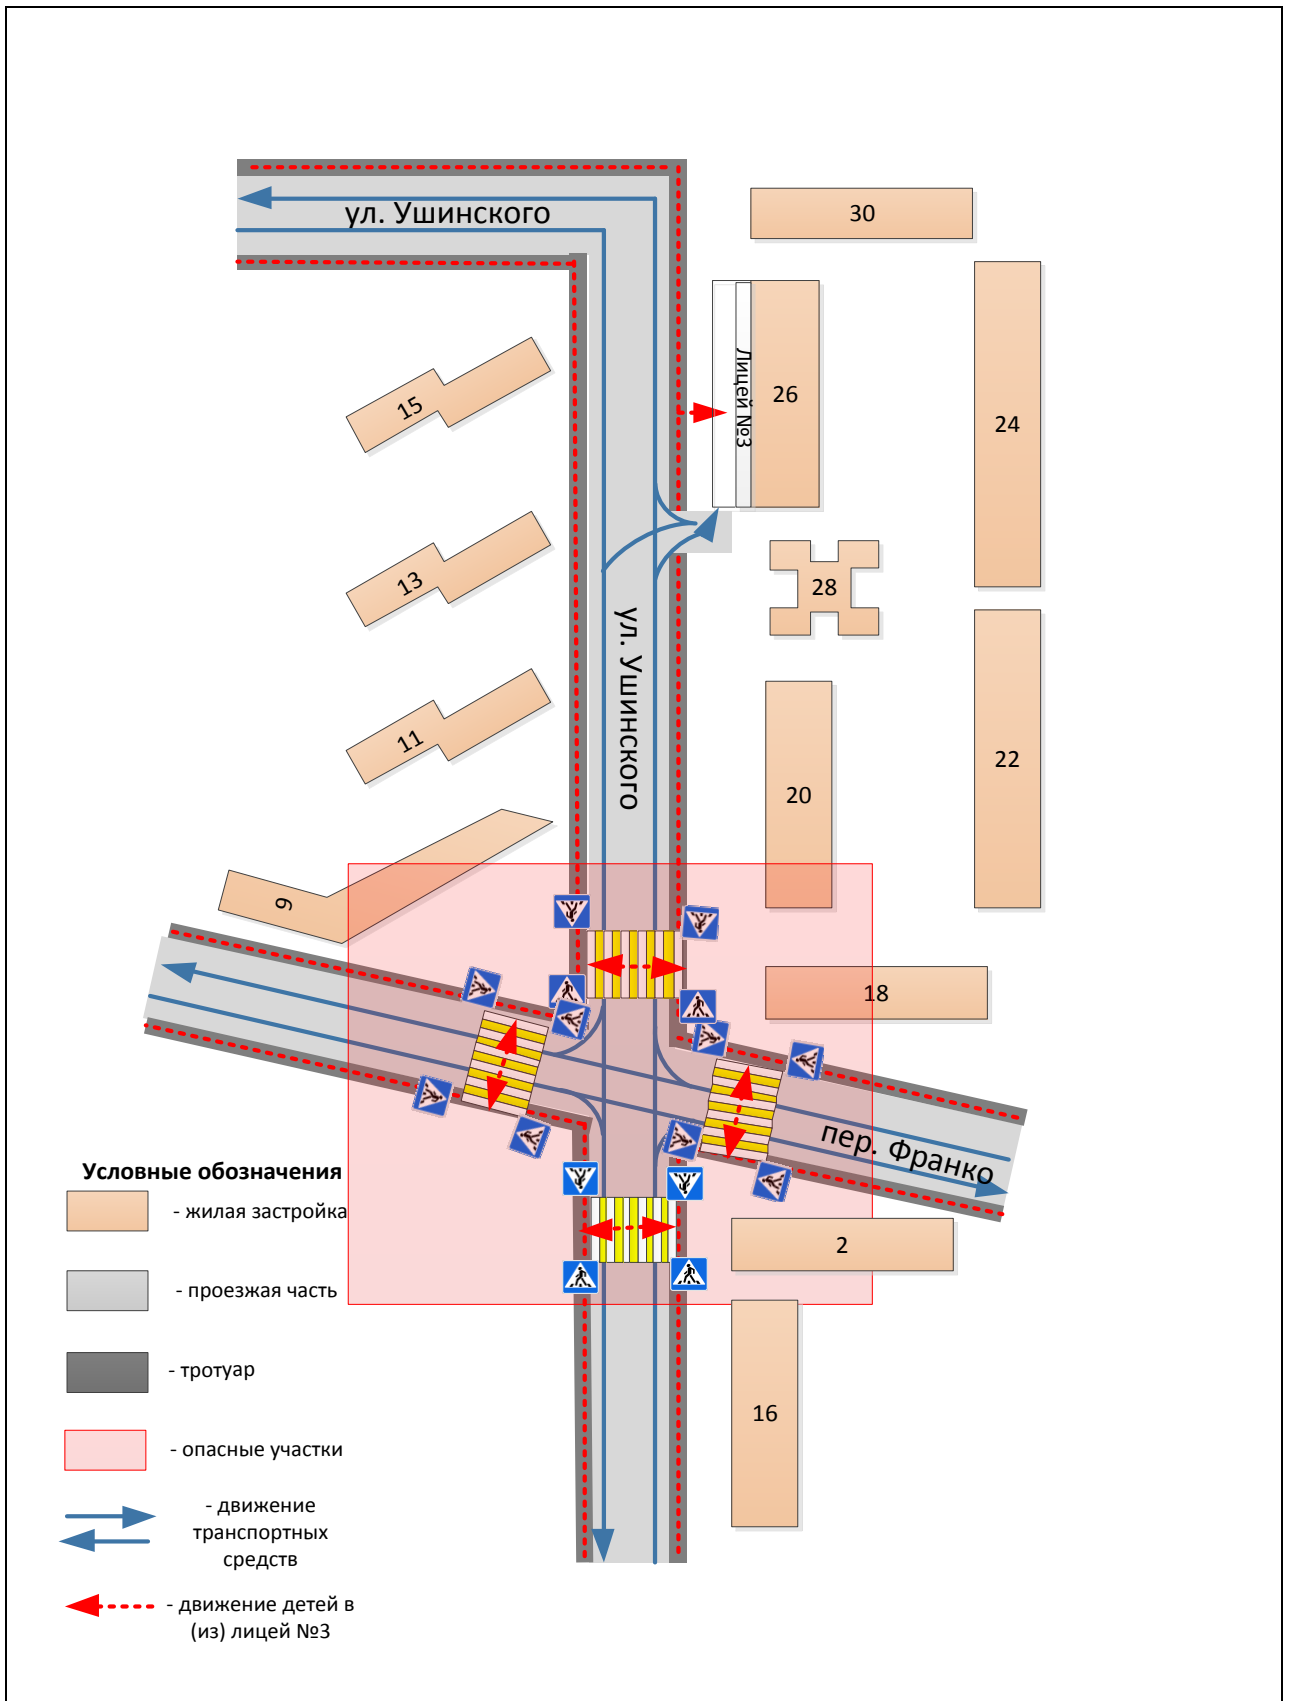 ул. Ушинского
30
Лицей №3
26
24
15
13
28
ул. Ушинского
11
22
20
9
18
пер. Франко
Условные обозначения
- жилая застройка
2
- проезжая часть
- тротуар
16
- опасные участки
- движение
транспортных
средств
- движение детей в
(из) лицей №3